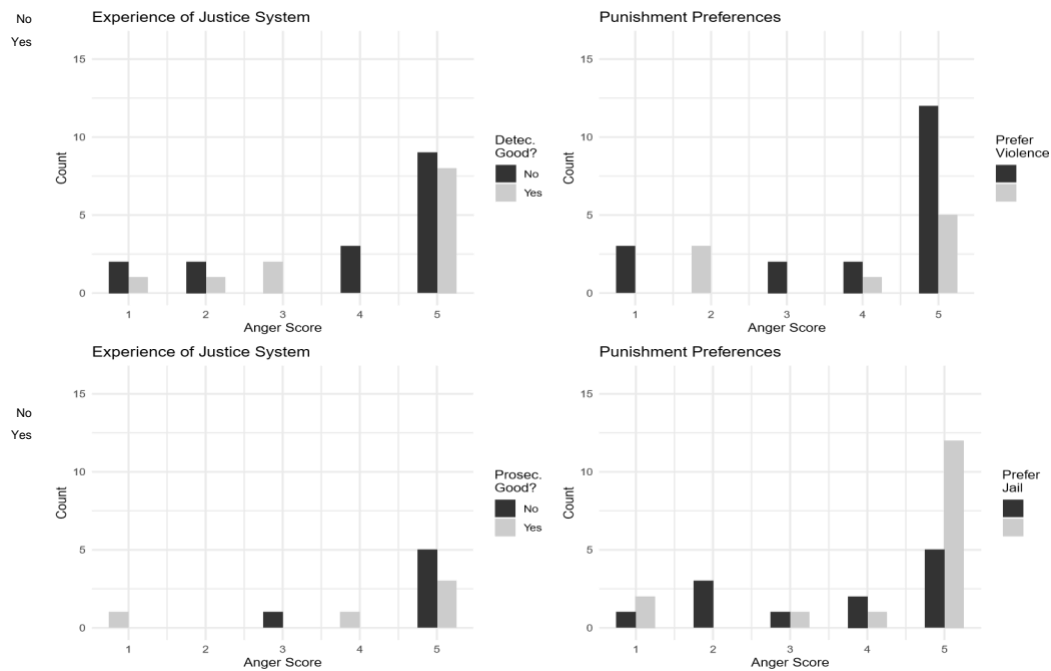 No
Yes
Experience of Justice System
15
10
5
0
Count
1 2 3 4 5
Anger Score
Detec.
Good?
No
Yes
Punishment Preferences
15
10
5
0
Count
1 2 3 4 5
Anger Score
Prefer
Violence
No
Yes
Experience of Justice System
15
10
5
0
Count
1 2 3 4 5
Anger Score
Prosec.
Good?
No
Yes
Punishment Preferences
15
10
5
0
Count
1 2 3 4 5
Anger Score
Prefer
Jail